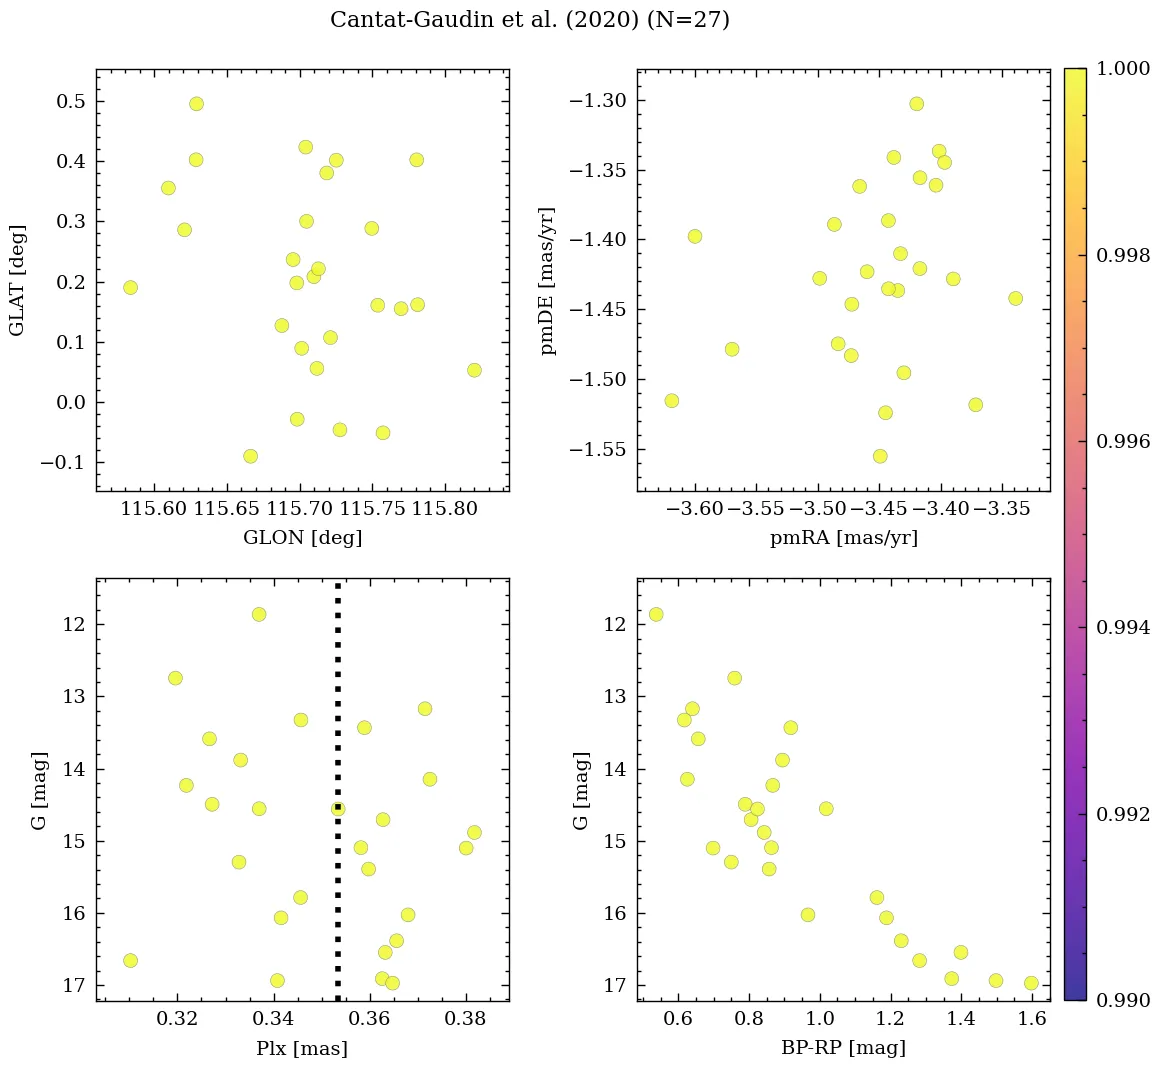 Cantat-Gaudin et al. (2020) (N=27)
0.5
0.4
0.3
0.2
0.1
0.0
−0.1
GLAT [deg]
115.60 115.65 115.70 115.75 115.80
GLON [deg]
−1.30
−1.35
−1.40
−1.45
−1.50
−1.55
pmDE [mas/yr]
−3.60 −3.55 −3.50 −3.45 −3.40 −3.35
pmRA [mas/yr]
12
13
14
15
16
17
G [mag]
0.32 0.34 0.36 0.38
Plx [mas]
12
13
14
15
16
17
G [mag]
0.6 0.8 1.0 1.2 1.4 1.6
BP-RP [mag]
1.000
0.998
0.996
0.994
0.992
0.990